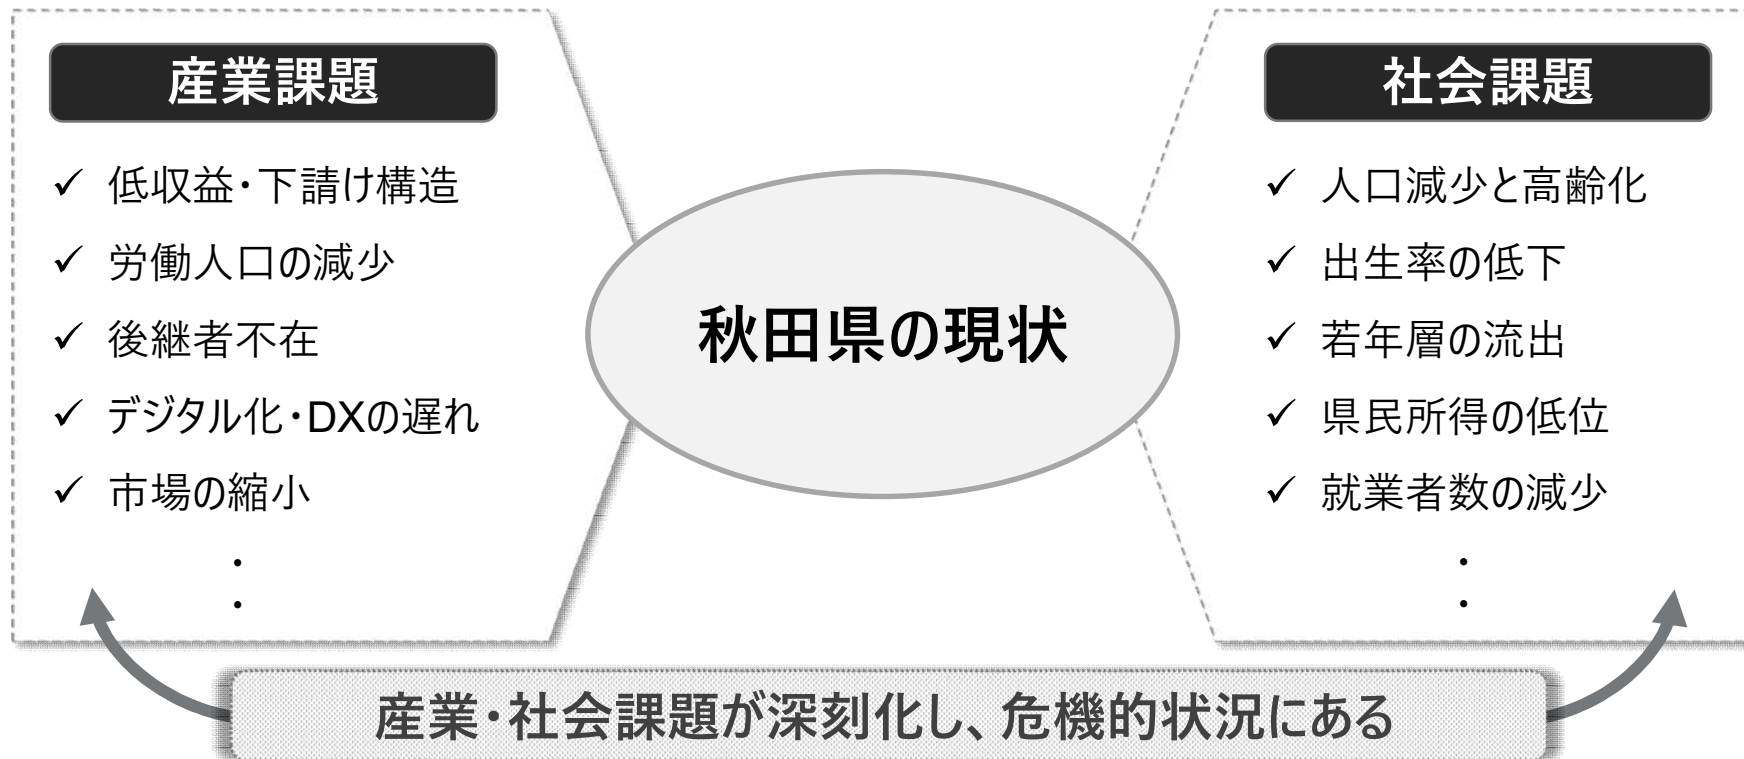 産業課題
✓ 低収益・下請け構造
✓ 労働人口の減少
✓ 後継者不在
✓ デジタル化・DXの遅れ
✓ 市場の縮小
・
・
秋田県の現状
社会課題
✓ 人口減少と高齢化
✓ 出生率の低下
✓ 若年層の流出
✓ 県民所得の低位
✓ 就業者数の減少
・
・
産業・社会課題が深刻化し、危機的状況にある